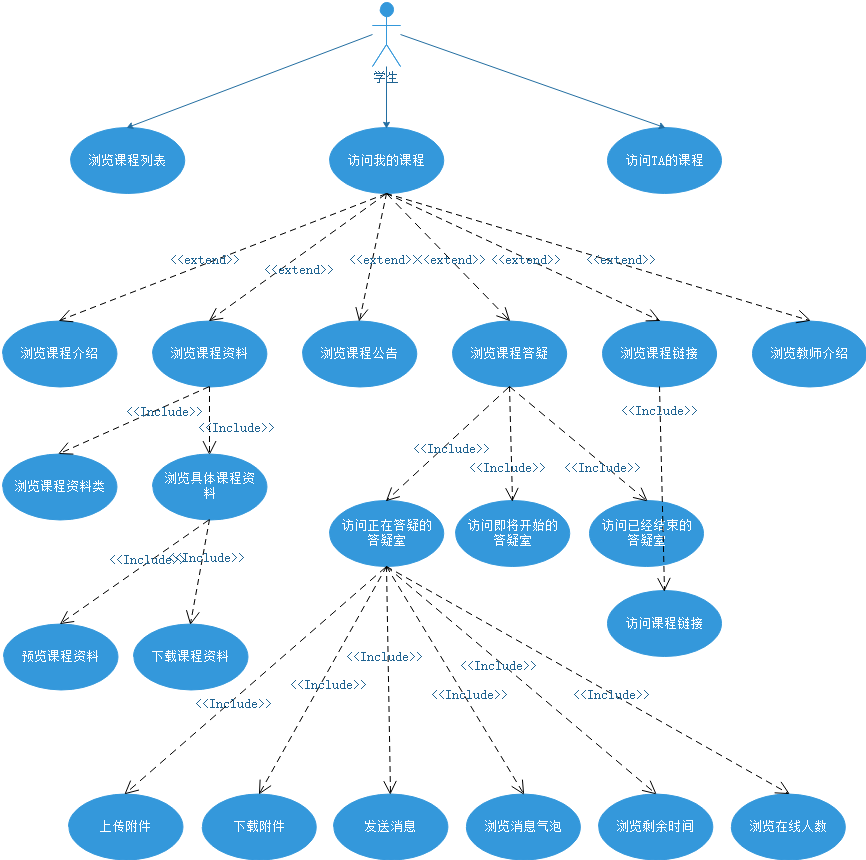 学生
浏览课程列表
访问我的课程
访问TA的课程
<<extend>>
<<extend>>
<<extend>>
<<extend>>
<<extend>>
<<extend>>
浏览课程介绍
浏览课程资料
浏览课程公告
浏览课程答疑
浏览课程链接
浏览教师介绍
<<Include>>
<<Include>>
<<Include>>
<<Include>>
<<Include>>
<<Include>>
浏览课程资料类
浏览具体课程资
料
访问正在答疑的
答疑室
访问即将开始的
答疑室
访问已经结束的
答疑室
<<Include>>
<<Include>>
访问课程链接
预览课程资料
下载课程资料
<<Include>>
<<Include>>
<<Include>>
<<Include>>
<<Include>>
<<Include>>
上传附件
下载附件
发送消息
浏览消息气泡
浏览剩余时间
浏览在线人数